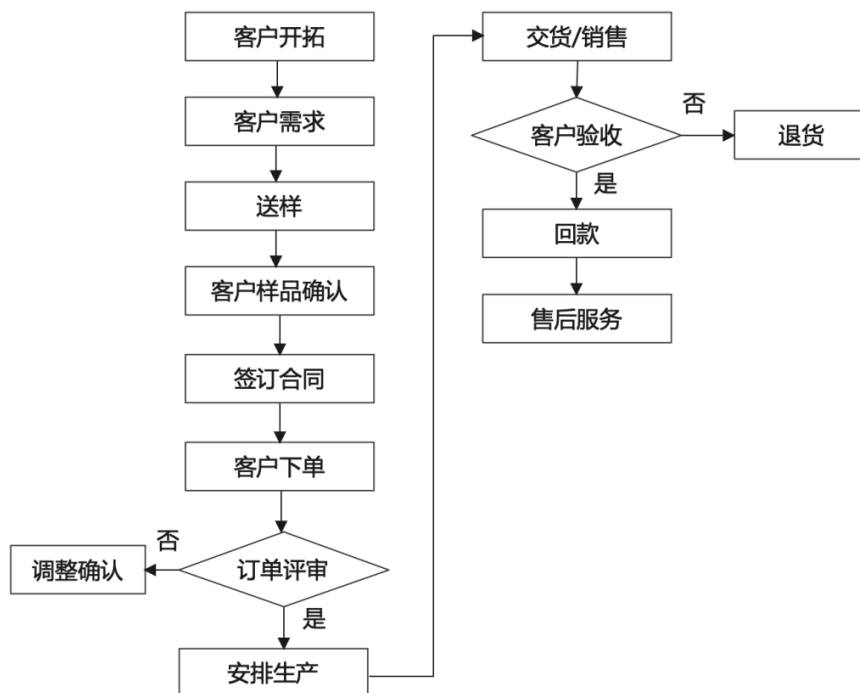 客户开拓
客户需求
送样
客户样品确认
签订合同
客户下单
订单评审
否
调整确认
是
安排生产
交货/销售
客户验收
否
退货
是
回款
售后服务